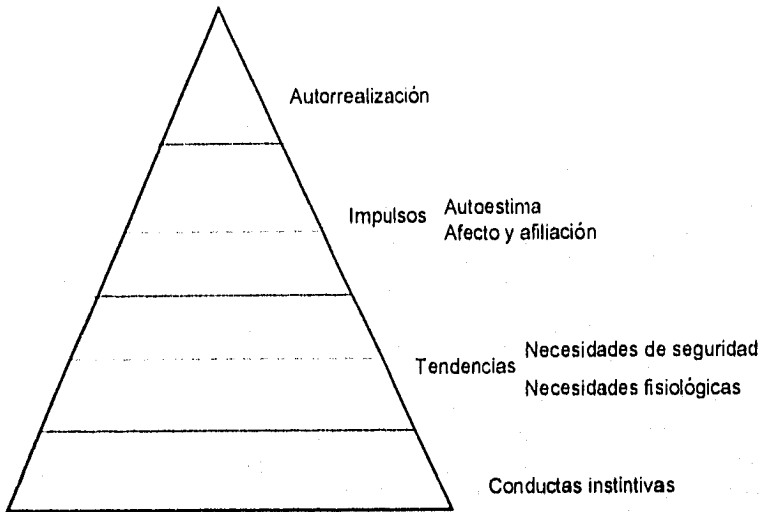 Autorrealización
Impulsos Autoestima
Afecto y afiliación
Tendencias Necesidades de seguridad
Necesidades fisiológicas
Conductas instintivas